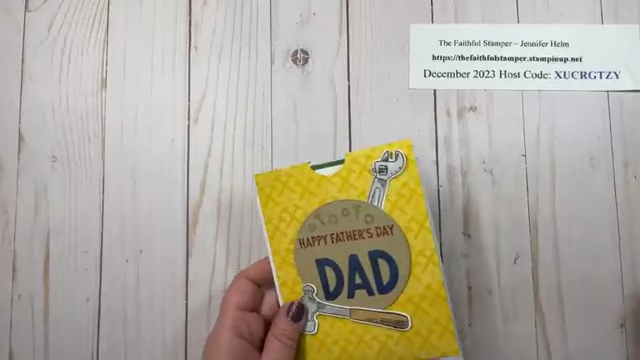 The Faithful Stamper – Jennifer Helm
https://thefaithfulstamper.stampinup.net
December 2023 Host Code: XUCRGTZY
HAPPY FATHER'S DAY
DAD